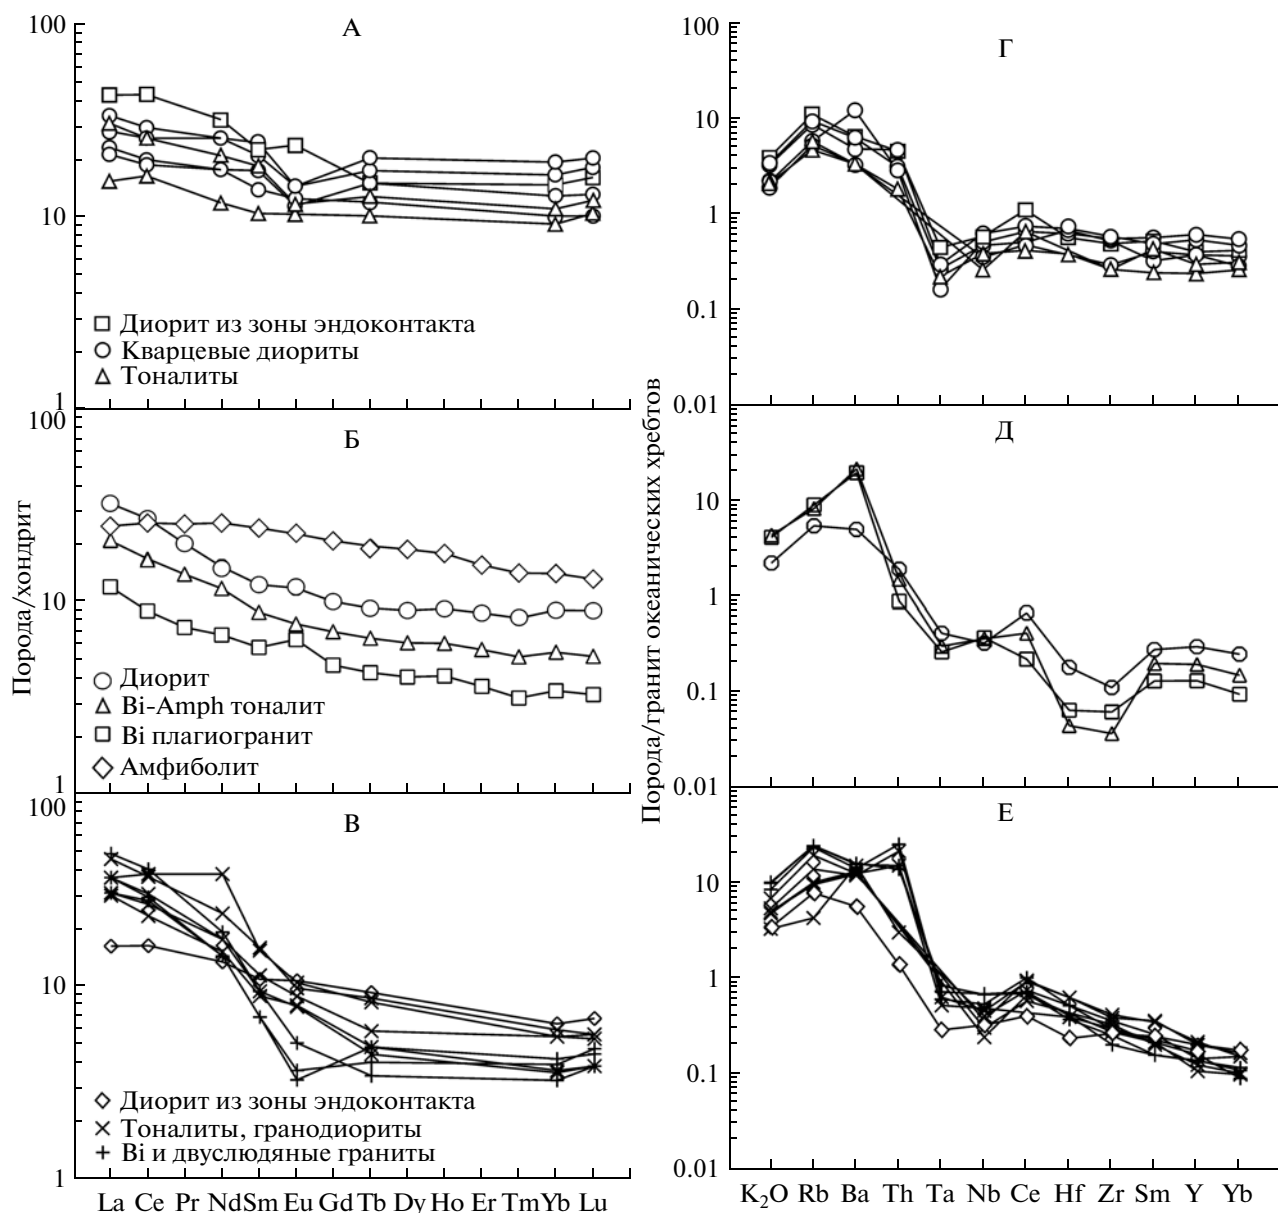 А
100
10
1
Диорит из зоны эндоконтакта
Кварцевые диориты
Тоналиты
Б
100
10
1
Диорит
Bi-Amph тоналит
Bi плагиогранит
Амфиболит
В
100
10
1
Диорит из зоны эндоконтакта
Тоналиты, гранодиориты
Bi и двуслюдяные граниты
La Ce Pr Nd Sm Eu Gd Tb Dy Ho Er Tm Yb Lu
Порода/хондрит
Г
100
10
1
0.1
0.01
Д
10
1
0.1
0.01
Е
10
1
0.1
0.01
K₂O Rb Ba Th Ta Nb Ce Hf Zr Sm Y Yb
Порода/гранит океанических хребтов